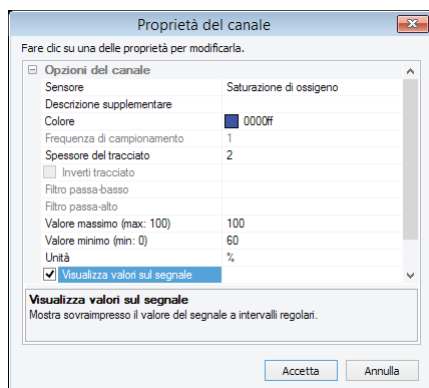 Proprietà del canale
Fare clic su una delle proprietà per modificarla.
Opzioni del canale
Sensore Saturazione di ossigeno
Descrizione supplementare
Colore 0000ff
Frequenza di campionamento 1
Spessore del tracciato 2
Inverti tracciato
Filtro passa-basso
Filtro passa-alto
Valore massimo (max: 100) 100
Valore minimo (min: 0) 60
Unità %
Visualizza valori sul segnale
Visualizza valori sul segnale
Mostra sovraimpresso il valore del segnale a intervalli regolari.
Accetta Annulla